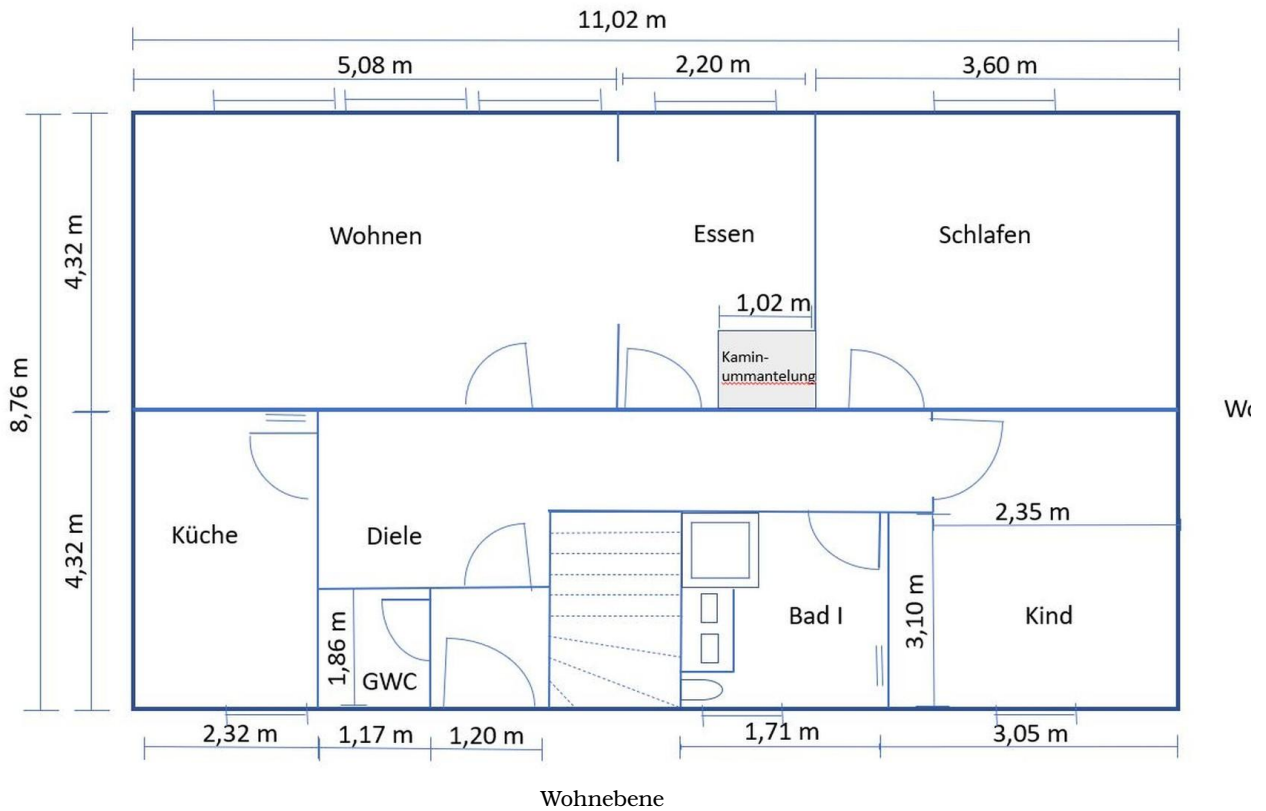 11,02 m
5,08 m
2,20 m
3,60 m
4,32 m
8,76 m
4,32 m
Wohnen
Essen
Schlafen
1,02 m
Kamin-
ummantelung
Küche
Diele
2,35 m
1,86 m
GWC
Bad I
3,10 m
Kind
2,32 m
1,17 m
1,20 m
1,71 m
3,05 m
Wohnebene